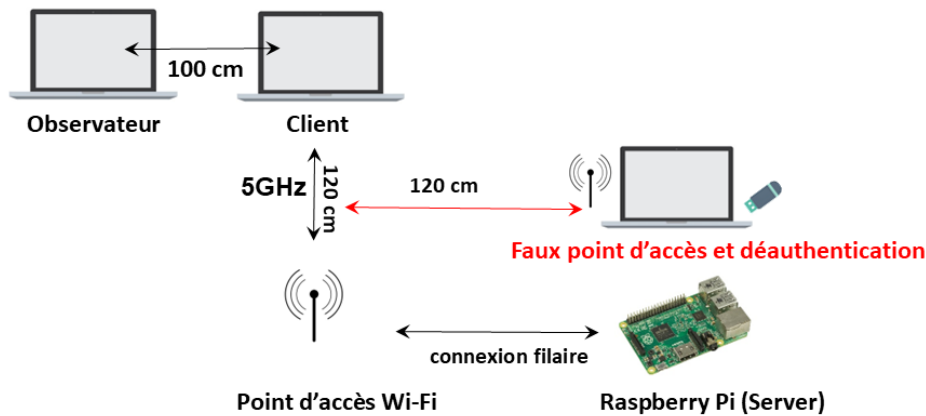 100 cm
Observateur
Client
5GHz
120 cm
120 cm
Faux point d’accès et déauthentication
connexion filaire
Point d’accès Wi-Fi
Raspberry Pi (Server)